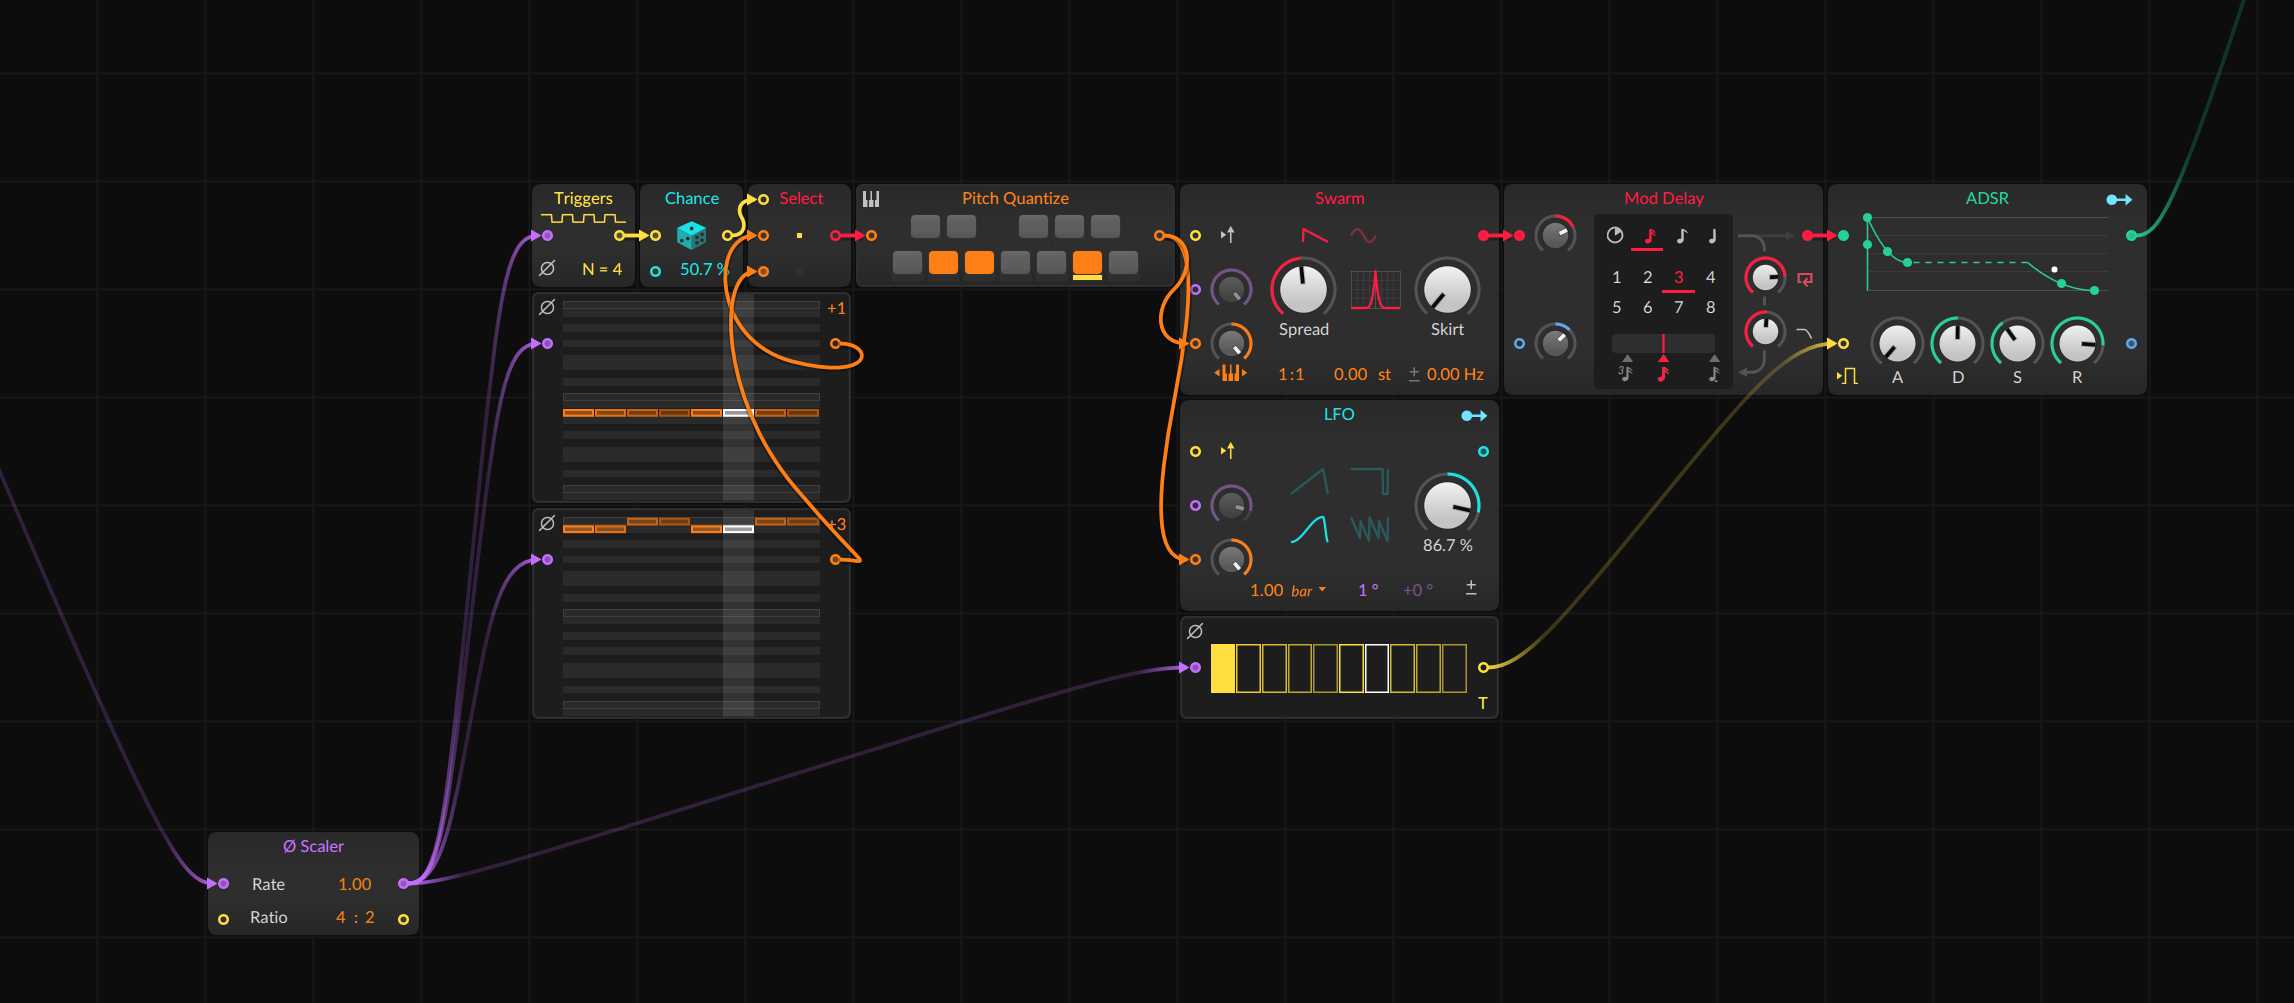 Triggers
N = 4
Chance
50.7 %
Select
Pitch Quantize
Swarm
Spread
Skirt
1:1 0.00 st ± 0.00 Hz
Mod Delay
1 2 3 4
5 6 7 8
3
ADSR
A D S R
+1
+3
LFO
86.7 %
1.00 bar 1 ° +0 ° ±
T
Ø Scaler
Rate 1.00
Ratio 4 : 2